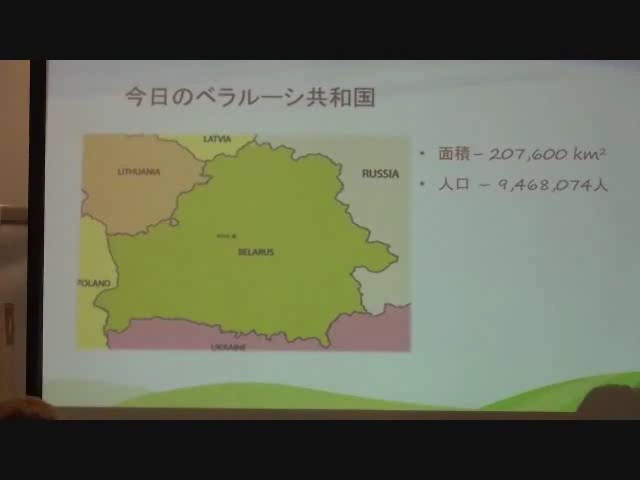 今日のベラルーシ共和国
• 面積 – 207,600 km²
• 人口 – 9,468,074人
LATVIA
LITHUANIA
RUSSIA
BELARUS
POLAND
UKRAINE